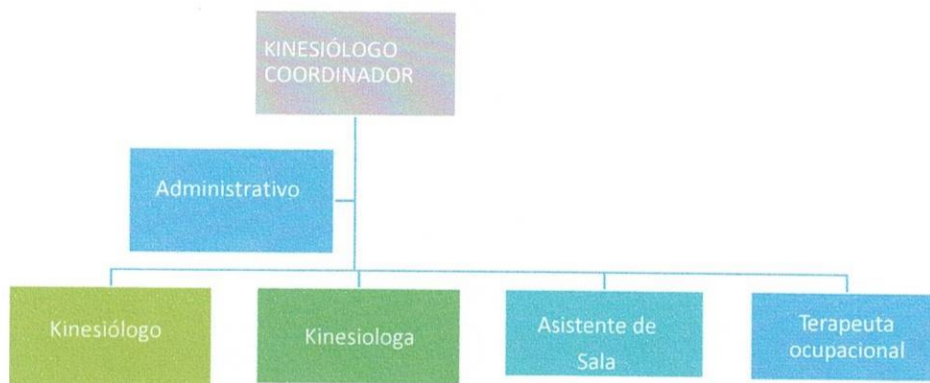 KINESIÓLOGO
COORDINADOR
Administrativo
Kinesiólogo
Kinesiologa
Asistente de
Sala
Terapeuta
ocupacional